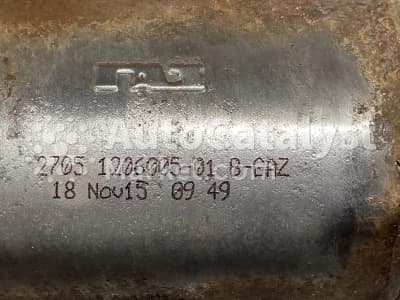 Autocatalyst
2705 1206005-01 B-GAZ
18 Nov15 09 49